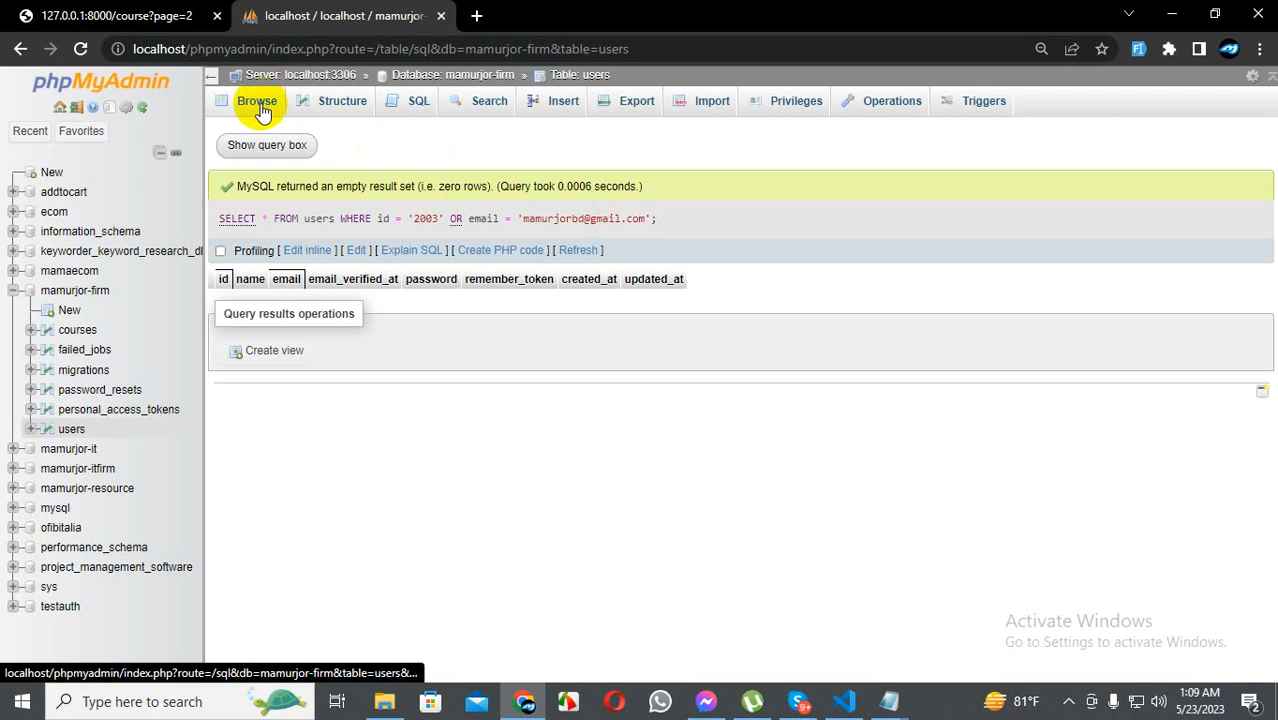 127.0.0.1:8000/course?page=2
localhost / localhost / mamurjor-
localhost/phpmyadmin/index.php?route=/table/sql&db=mamurjor-firm&table=users
phpMyAdmin
Recent
Favorites
New
addtocart
ecom
information_schema
keyworder_keyword_research_dl
mamaecom
mamurjor-firm
New
courses
failed_jobs
migrations
password_resets
personal_access_tokens
users
mamurjor-it
mamurjor-itfirm
mamurjor-resource
mysql
ofibitalia
performance_schema
project_management_software
sys
testauth
Server: localhost:3306 » Database: mamurjor-firm » Table: users
Browse Structure SQL Search Insert Export Import Privileges Operations Triggers
Show query box
MySQL returned an empty result set (i.e. zero rows). (Query took 0.0006 seconds.)
SELECT * FROM users WHERE id = '2003' OR email = 'mamurjorbd@gmail.com';
Profiling [ Edit inline ] [ Edit ] [ Explain SQL ] [ Create PHP code ] [ Refresh ]
id name email email_verified_at password remember_token created_at updated_at
Query results operations
Create view
Activate Windows
Go to Settings to activate Windows.
localhost/phpmyadmin/index.php?route=/sql&db=mamurjor-firm&table=users&...
Type here to search
9+
81°F
1:09 AM
5/23/2023
2